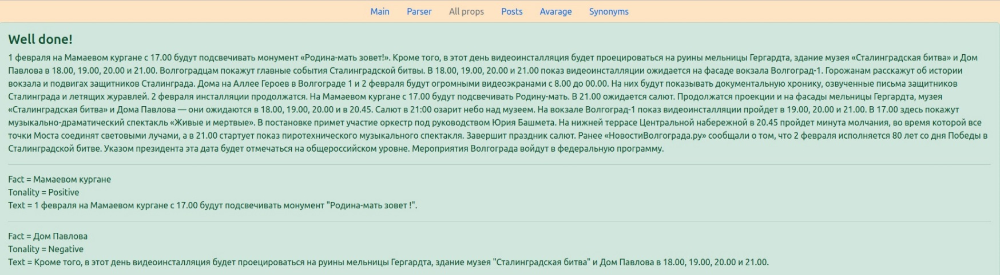 Main Parser All props Posts Avarage Synonyms
Well done!
1 февраля на Мамаевом кургане с 17.00 будут подсвечивать монумент «Родина-мать зовет!». Кроме того, в этот день видеоинсталляция будет проецироваться на руины мельницы Гергардта, здание музея «Сталинградская битва» и Дом
Павлова в 18.00, 19.00, 20.00 и 21.00. Волгоградцам покажут главные события Сталинградской битвы. В 18.00, 19.00, 20.00 и 21.00 показ видеоинсталляции ожидается на фасаде вокзала Волгоград-1. Горожанам расскажут об истории
вокзала и подвигах защитников Сталинграда. Дома на Аллее Героев в Волгограде 1 и 2 февраля будут огромными видеоэкранами с 8.00 до 00.00. На них будут показывать документальную хронику, озвученные письма защитников
Сталинграда и летящих журавлей. 2 февраля инсталляции продолжатся. На Мамаевом кургане с 17.00 будут подсвечивать Родину-мать. В 21.00 ожидается салют. Продолжатся проекции и на фасады мельницы Гергардта, музея
«Сталинградская битва» и Дома Павлова — они ожидаются в 18.00, 19.00, 20.00 и в 20.45. Салют в 21:00 озарит небо над музеем. На вокзале Волгоград-1 показ видеоинсталляции пройдет в 19.00, 20.00 и 21.00. В 17.00 здесь покажут
музыкально-драматический спектакль «Живые и мертвые». В постановке примет участие оркестр под руководством Юрия Башмета. На нижней террасе Центральной набережной в 20.45 пройдет минута молчания, во время которой все
точки Моста соединят световыми лучами, а в 21.00 стартует показ пиротехнического музыкального спектакля. Завершит праздник салют. Ранее «НовостиВолгограда.ру» сообщали о том, что 2 февраля исполняется 80 лет со дня Победы в
Сталинградской битве. Указом президента эта дата будет отмечаться на общероссийском уровне. Мероприятия Волгограда войдут в федеральную программу.
Fact = Мамаевом кургане
Tonality = Positive
Text = 1 февраля на Мамаевом кургане с 17.00 будут подсвечивать монумент "Родина-мать зовет !".
Fact = Дом Павлова
Tonality = Negative
Text = Кроме того, в этот день видеоинсталляция будет проецироваться на руины мельницы Гергардта, здание музея "Сталинградская битва" и Дом Павлова в 18.00, 19.00, 20.00 и 21.00.